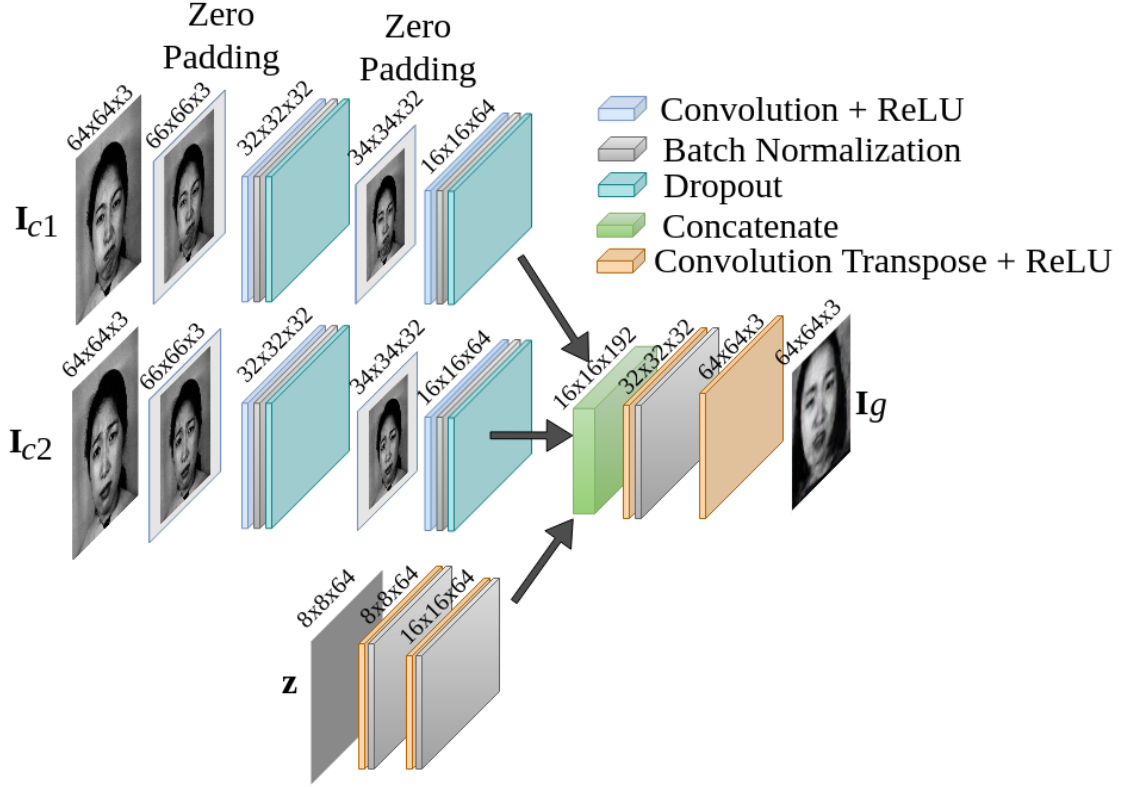 Zero
Padding
Zero
Padding
64x64x3
66x66x3
32x32x32
34x34x32
16x16x64
Ic1
Convolution + ReLU
Batch Normalization
Dropout
Concatenate
Convolution Transpose + ReLU
64x64x3
66x66x3
32x32x32
34x34x32
16x16x64
Ic2
16x16x192
32x32x32
64x64x3
64x64x3
Ig
8x8x64
8x8x64
16x16x64
z